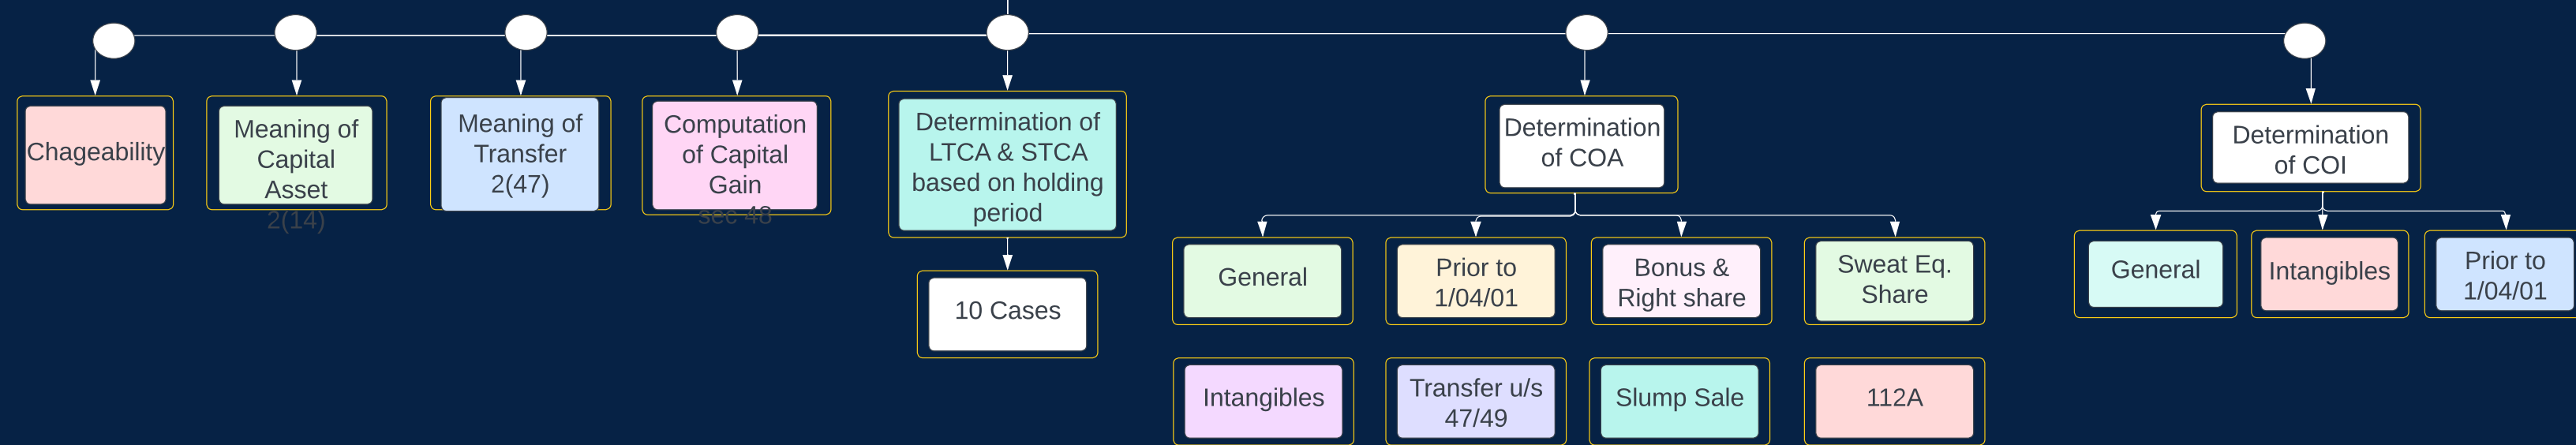 Chageability
Meaning of
Capital
Asset
2(14)
Meaning of
Transfer
2(47)
Computation
of Capital
Gain
sec 48
Determination of
LTCA & STCA
based on holding
period
10 Cases
Determination
of COA
General
Prior to
1/04/01
Bonus &
Right share
Sweat Eq.
Share
Intangibles
Transfer u/s
47/49
Slump Sale
112A
Determination
of COI
General
Intangibles
Prior to
1/04/01